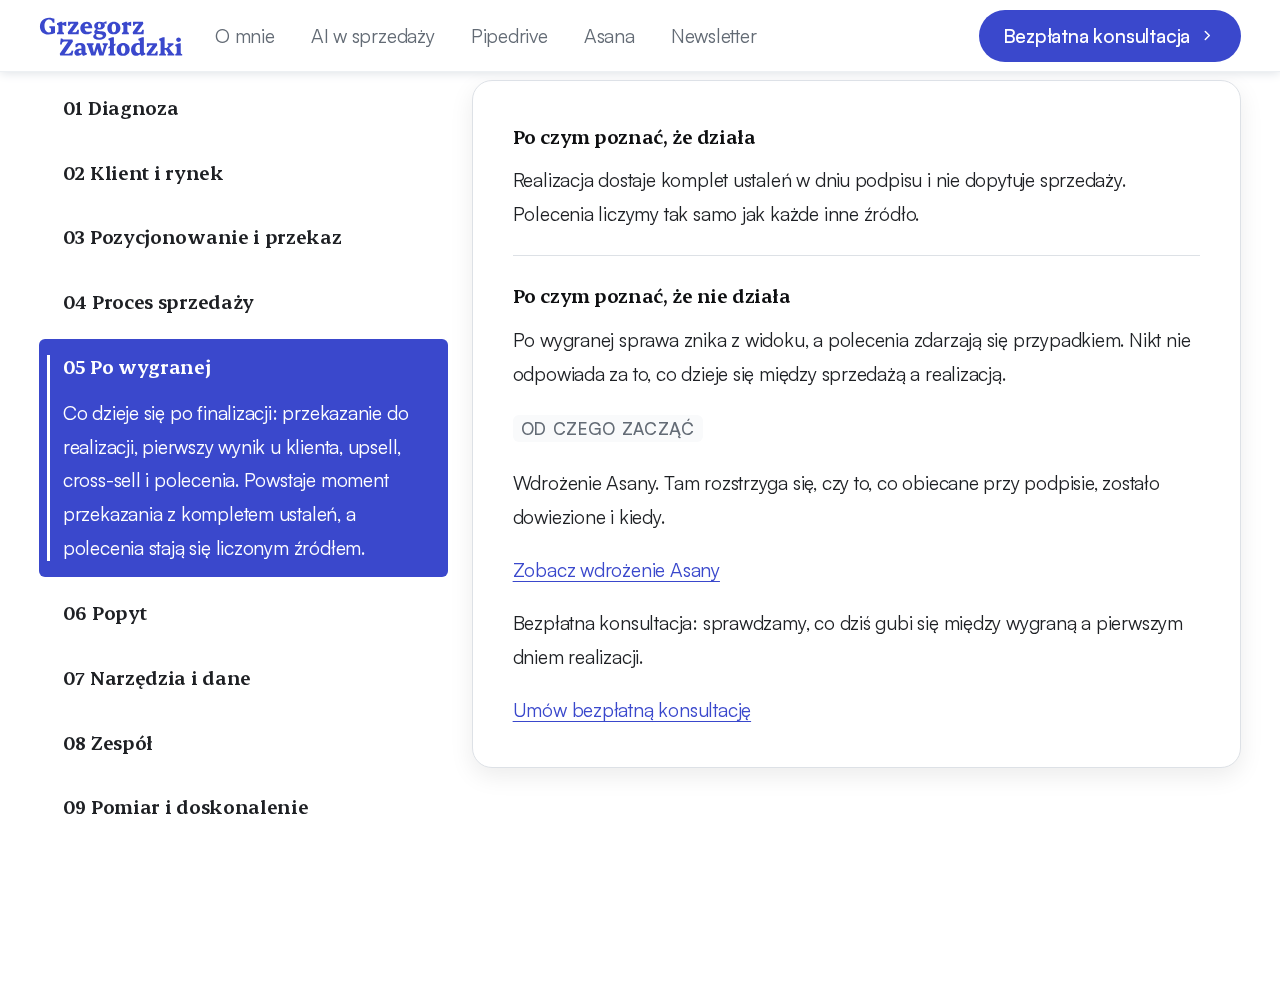 Grzegorz
Zawłodzki
O mnie
AI w sprzedaży
Pipedrive
Asana
Newsletter
Bezpłatna konsultacja
01 Diagnoza
02 Klient i rynek
03 Pozycjonowanie i przekaz
04 Proces sprzedaży
05 Po wygranej
Co dzieje się po finalizacji: przekazanie do
realizacji, pierwszy wynik u klienta, upsell,
cross-sell i polecenia. Powstaje moment
przekazania z kompletem ustaleń, a
polecenia stają się liczonym źródłem.
06 Popyt
07 Narzędzia i dane
08 Zespół
09 Pomiar i doskonalenie
Po czym poznać, że działa
Realizacja dostaje komplet ustaleń w dniu podpisu i nie dopytuje sprzedaży.
Polecenia liczymy tak samo jak każde inne źródło.
Po czym poznać, że nie działa
Po wygranej sprawa znika z widoku, a polecenia zdarzają się przypadkiem. Nikt nie
odpowiada za to, co dzieje się między sprzedażą a realizacją.
OD CZEGO ZACZĄĆ
Wdrożenie Asany. Tam rozstrzyga się, czy to, co obiecane przy podpisie, zostało
dowiezione i kiedy.
Zobacz wdrożenie Asany
Bezpłatna konsultacja: sprawdzamy, co dziś gubi się między wygraną a pierwszym
dniem realizacji.
Umów bezpłatną konsultację